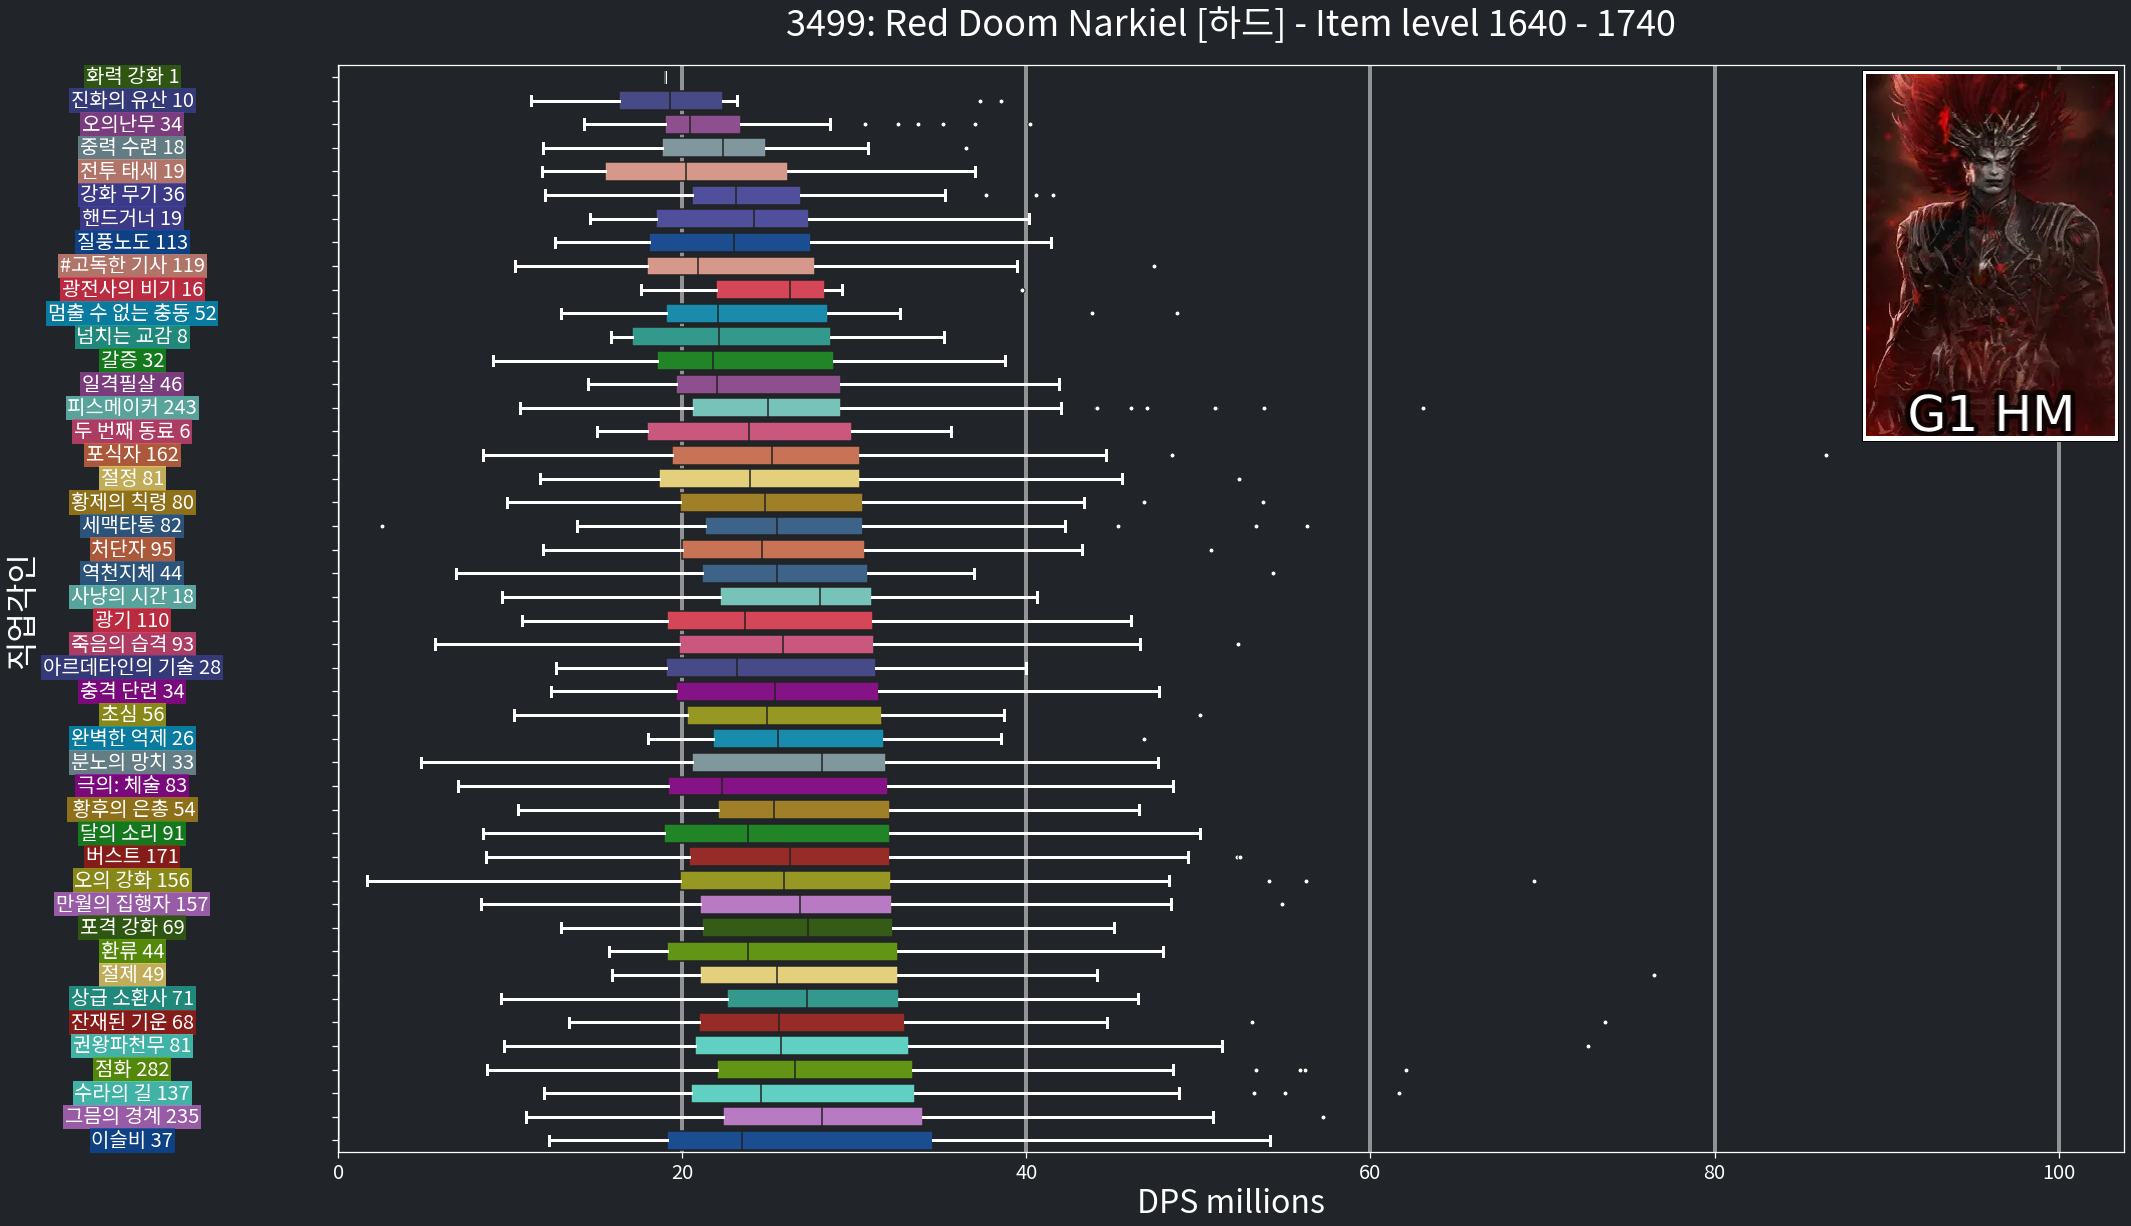 3499: Red Doom Narkiel [하드] - Item level 1640 - 1740
화력 강화 1
진화의 유산 10
오의난무 34
중력 수련 18
전투 태세 19
강화 무기 36
핸드거너 19
질풍노도 113
#고독한 기사 119
광전사의 비기 16
멈출 수 없는 충동 52
넘치는 교감 8
갈증 32
일격필살 46
피스메이커 243
두 번째 동료 6
포식자 162
절정 81
황제의 칙령 80
세맥타통 82
처단자 95
역천지체 44
사냥의 시간 18
광기 110
죽음의 습격 93
아르데타인의 기술 28
충격 단련 34
초심 56
완벽한 억제 26
분노의 망치 33
극의: 체술 83
황후의 은총 54
달의 소리 91
버스트 171
오의 강화 156
만월의 집행자 157
포격 강화 69
환류 44
절제 49
상급 소환사 71
잔재된 기운 68
권왕파천무 81
점화 282
수라의 길 137
그믐의 경계 235
이슬비 37
직업각인
G1 HM
0 20 40 60 80 100
DPS millions